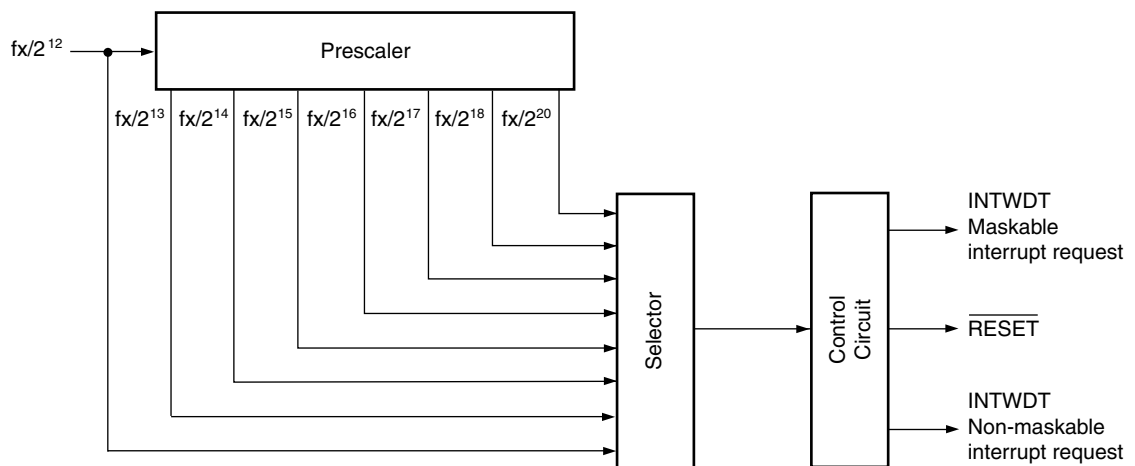 fx/2¹²
Prescaler
fx/2¹³ fx/2¹⁴ fx/2¹⁵ fx/2¹⁶ fx/2¹⁷ fx/2¹⁸ fx/2²⁰
Selector
Control
Circuit
INTWDT
Maskable
interrupt request
RESET
INTWDT
Non-maskable
interrupt request